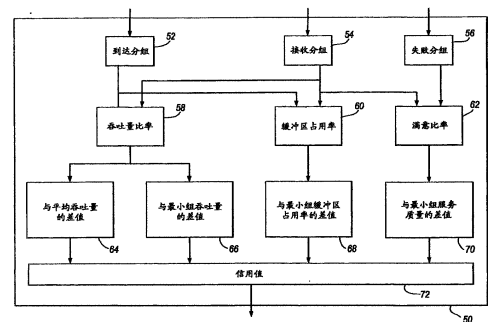 到达分组
52
接收分组
54
失败分组
56
吞吐量比率
58
缓冲区占用率
60
满意比率
62
与平均吞吐量
的差值
64
与最小组吞吐量
的差值
66
与最小组缓冲区
占用率的差值
68
与最小组服务
质量的差值
70
信用值
72
50